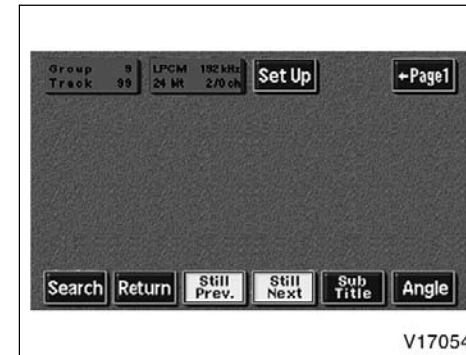 Group 9
Track 99
LPCM 192 kHz
24 bit 2/0 ch
Set Up
←Page1
Search
Return
Still
Prev.
Still
Next
Sub
Title
Angle
V17054